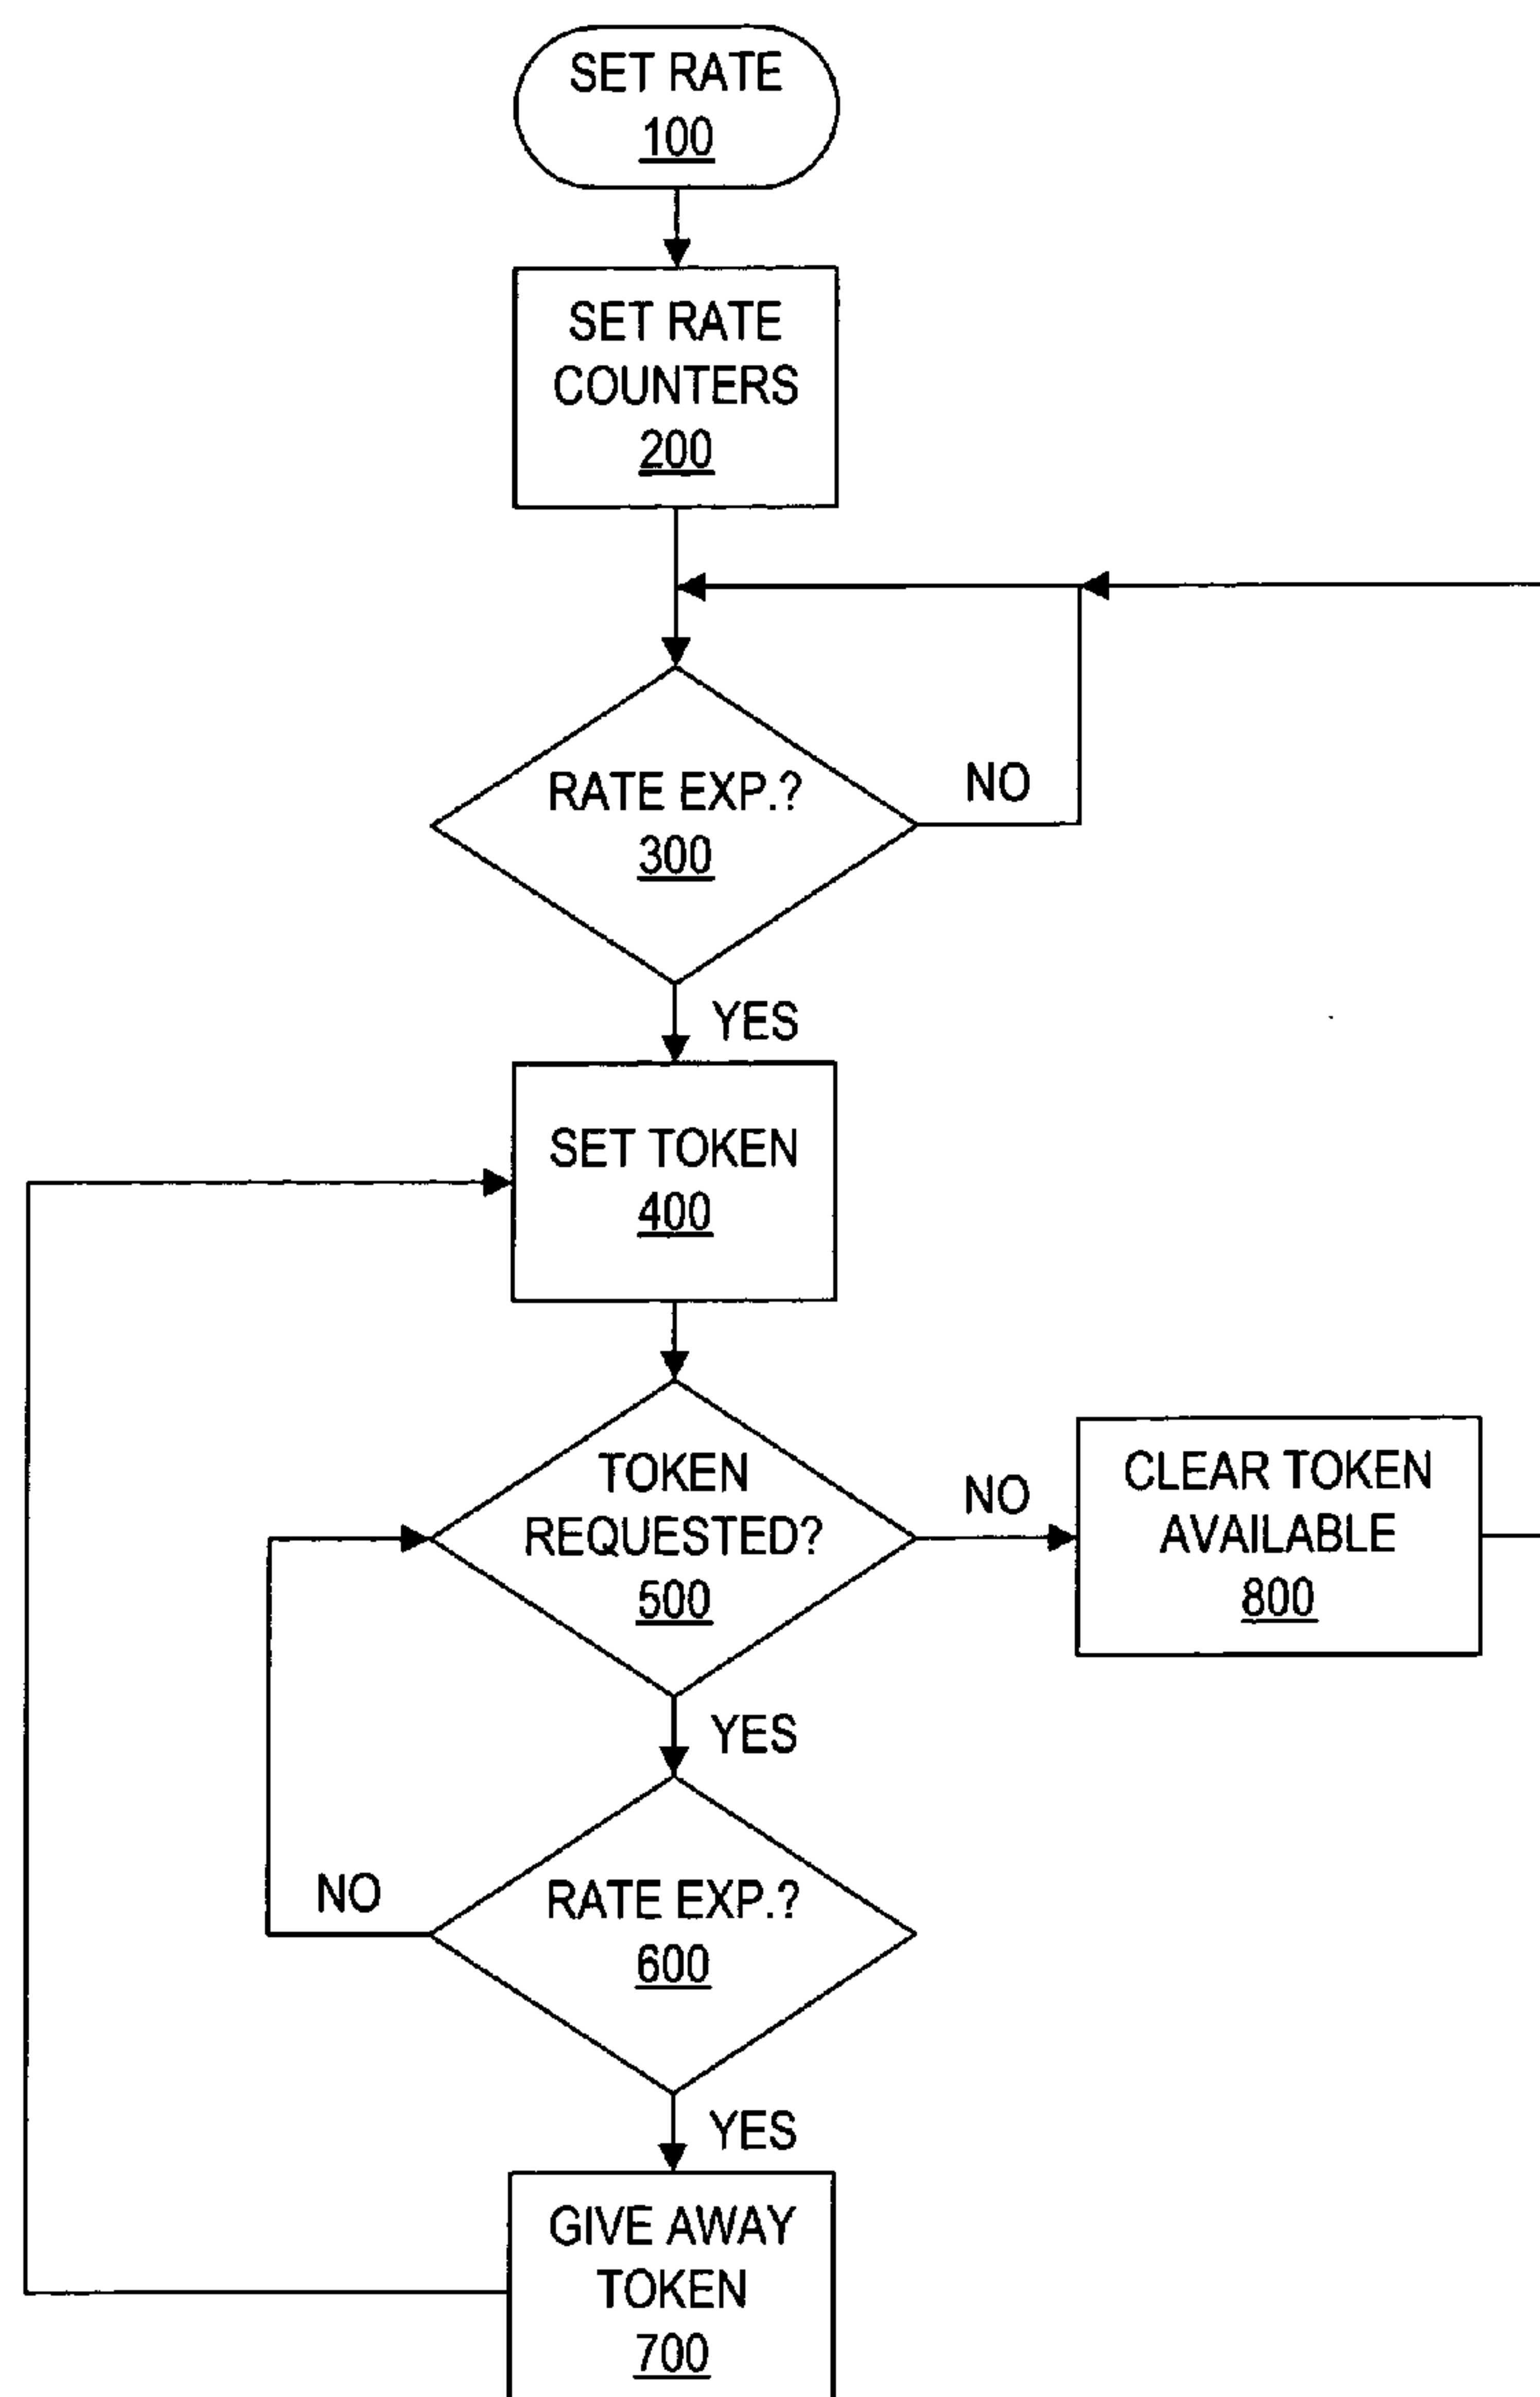 SET RATE
100
SET RATE
COUNTERS
200
RATE EXP.?
300
NO
YES
SET TOKEN
400
TOKEN
REQUESTED?
500
NO
CLEAR TOKEN
AVAILABLE
800
YES
RATE EXP.?
600
NO
YES
GIVE AWAY
TOKEN
700